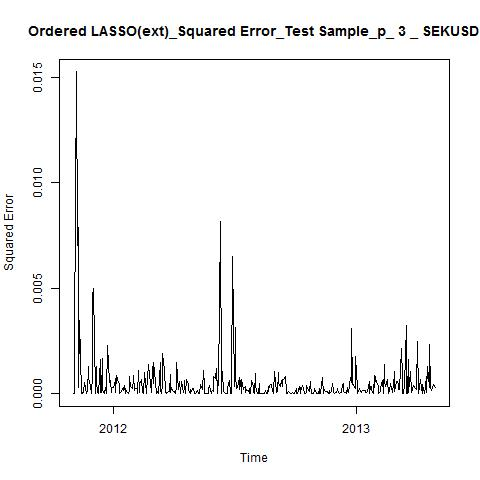 Ordered LASSO(ext)_Squared Error_Test Sample_p_ 3 _ SEKUSD
Squared Error
0.015
0.010
0.005
0.000
2012
2013
Time